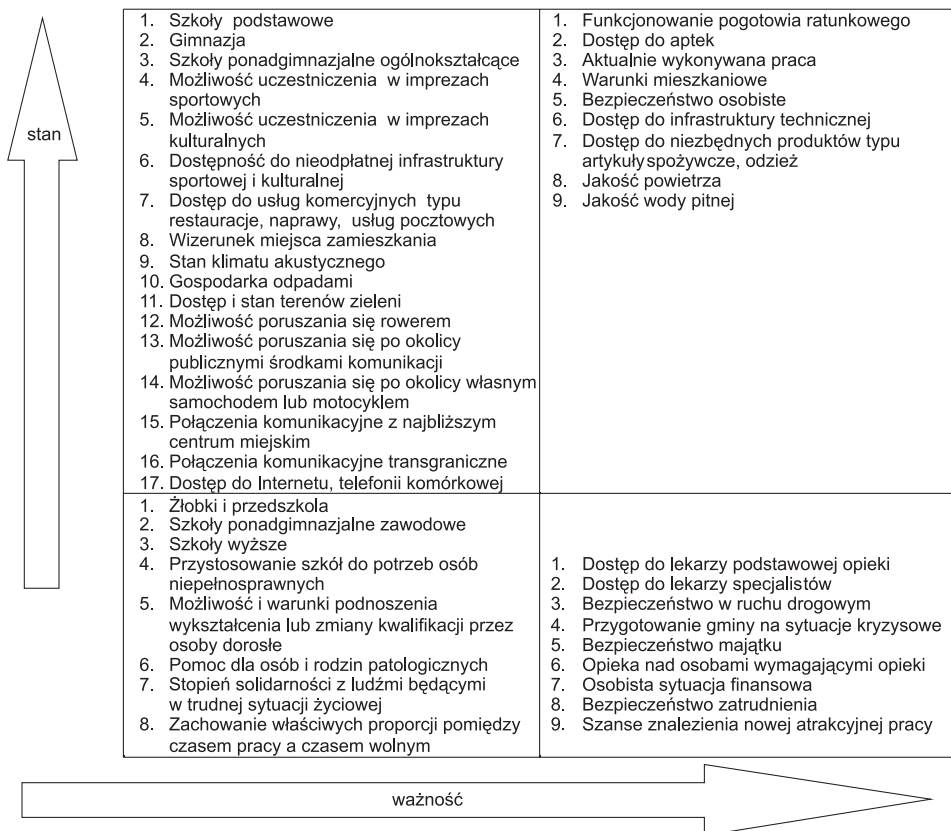 stan
1. Szkoły podstawowe
2. Gimnazja
3. Szkoły ponadgimnazjalne ogólnokształcące
4. Możliwość uczestniczenia w imprezach
sportowych
5. Możliwość uczestniczenia w imprezach
kulturalnych
6. Dostępność do nieodpłatnej infrastruktury
sportowej i kulturalnej
7. Dostęp do usług komercyjnych typu
restauracje, naprawy, usług pocztowych
8. Wizerunek miejsca zamieszkania
9. Stan klimatu akustycznego
10. Gospodarka odpadami
11. Dostęp i stan terenów zieleni
12. Możliwość poruszania się rowerem
13. Możliwość poruszania się po okolicy
publicznymi środkami komunikacji
14. Możliwość poruszania się po okolicy własnym
samochodem lub motocyklem
15. Połączenia komunikacyjne z najbliższym
centrum miejskim
16. Połączenia komunikacyjne transgraniczne
17. Dostęp do Internetu, telefonii komórkowej
1. Funkcjonowanie pogotowia ratunkowego
2. Dostęp do aptek
3. Aktualnie wykonywana praca
4. Warunki mieszkaniowe
5. Bezpieczeństwo osobiste
6. Dostęp do infrastruktury technicznej
7. Dostęp do niezbędnych produktów typu
artykuły spożywcze, odzież
8. Jakość powietrza
9. Jakość wody pitnej
1. Żłobki i przedszkola
2. Szkoły ponadgimnazjalne zawodowe
3. Szkoły wyższe
4. Przystosowanie szkół do potrzeb osób
niepełnosprawnych
5. Możliwość i warunki podnoszenia
wykształcenia lub zmiany kwalifikacji przez
osoby dorosłe
6. Pomoc dla osób i rodzin patologicznych
7. Stopień solidarności z ludźmi będącymi
w trudnej sytuacji życiowej
8. Zachowanie właściwych proporcji pomiędzy
czasem pracy a czasem wolnym
1. Dostęp do lekarzy podstawowej opieki
2. Dostęp do lekarzy specjalistów
3. Bezpieczeństwo w ruchu drogowym
4. Przygotowanie gminy na sytuacje kryzysowe
5. Bezpieczeństwo majątku
6. Opieka nad osobami wymagającymi opieki
7. Osobista sytuacja finansowa
8. Bezpieczeństwo zatrudnienia
9. Szanse znalezienia nowej atrakcyjnej pracy
ważność